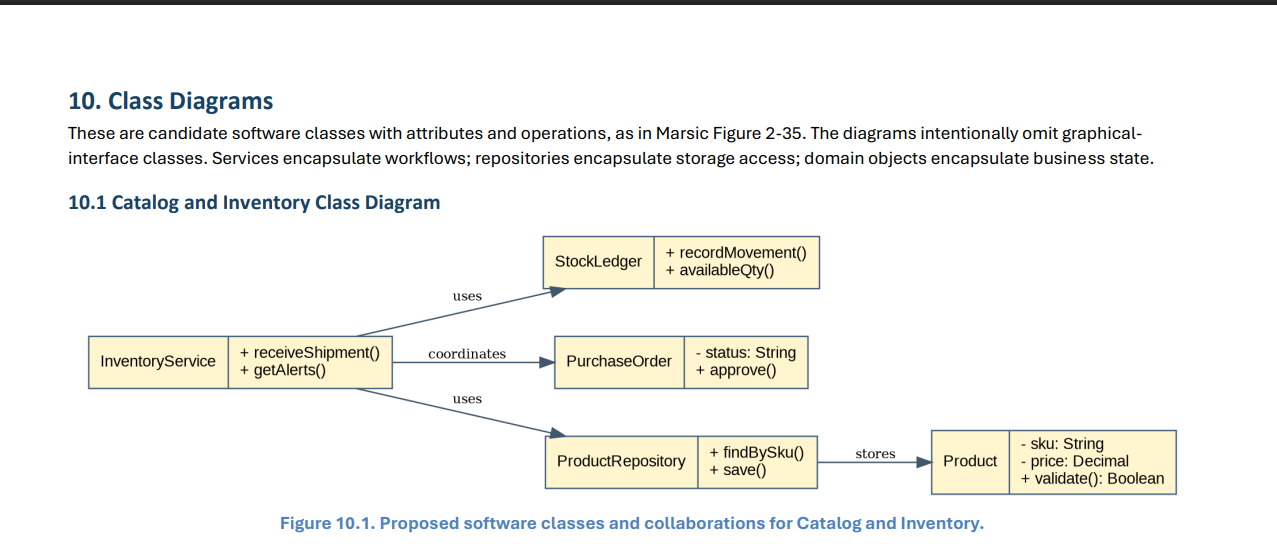 10. Class Diagrams
These are candidate software classes with attributes and operations, as in Marsic Figure 2-35. The diagrams intentionally omit graphical-
interface classes. Services encapsulate workflows; repositories encapsulate storage access; domain objects encapsulate business state.
10.1 Catalog and Inventory Class Diagram
StockLedger
+ recordMovement()
+ availableQty()
uses
InventoryService
+ receiveShipment()
+ getAlerts()
coordinates
PurchaseOrder
- status: String
+ approve()
uses
ProductRepository
+ findBySku()
+ save()
stores
Product
- sku: String
- price: Decimal
+ validate(): Boolean
Figure 10.1. Proposed software classes and collaborations for Catalog and Inventory.